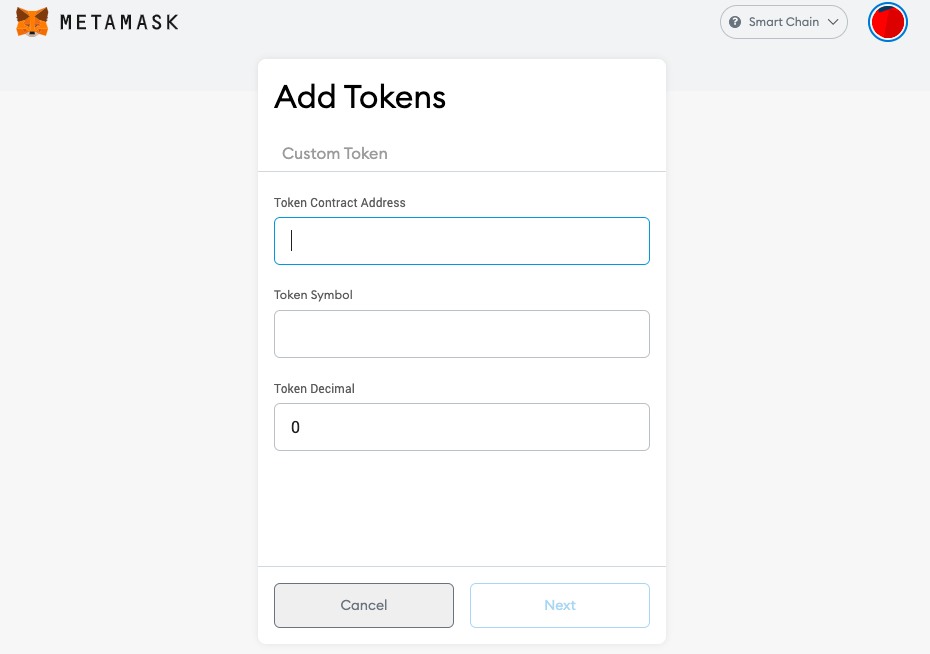 METAMASK
? Smart Chain
Add Tokens
Custom Token
Token Contract Address
Token Symbol
Token Decimal
0
Cancel Next